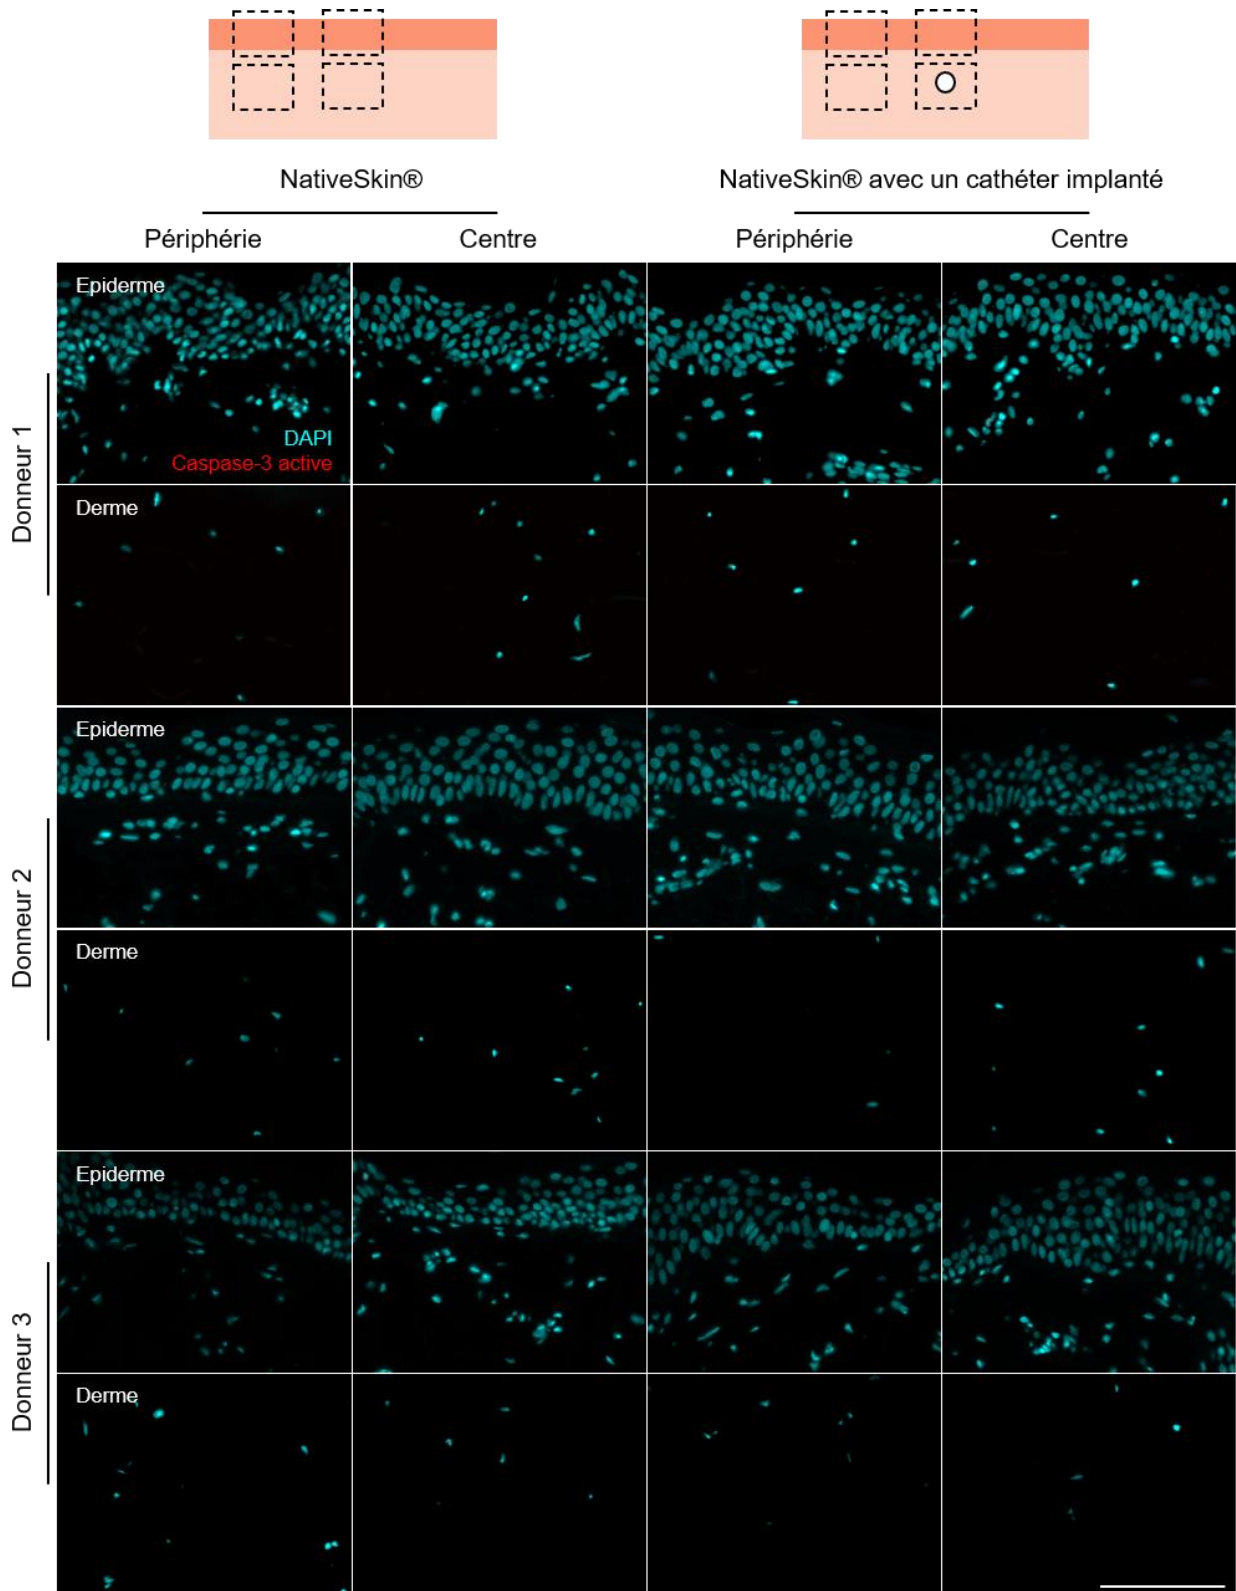 NativeSkin®
NativeSkin® avec un cathéter implanté
Périphérie
Centre
Périphérie
Centre
Donneur 1
Epiderme
DAPI
Caspase-3 active
Derme
Donneur 2
Epiderme
Derme
Donneur 3
Epiderme
Derme